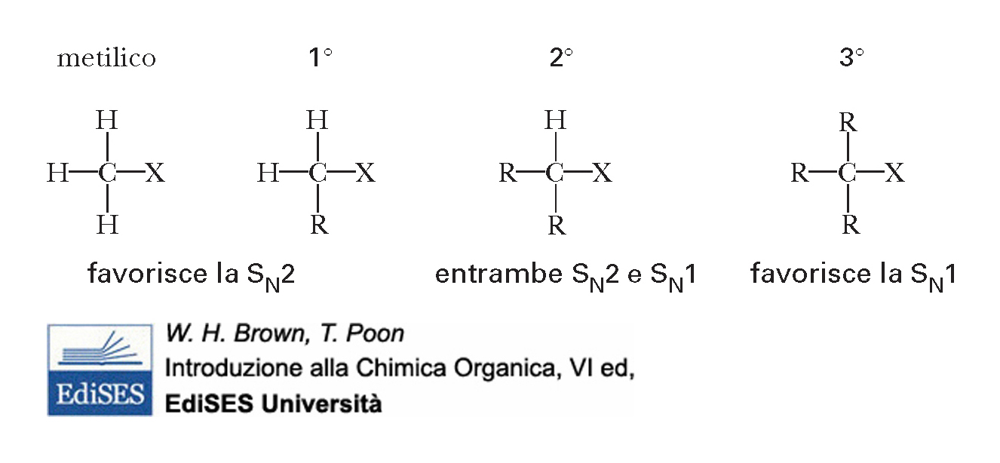 metilico 1° 2° 3°
H H H R
H—C—X H—C—X R—C—X R—C—X
H R R R
favorisce la SN2 entrambe SN2 e SN1 favorisce la SN1
W. H. Brown, T. Poon
Introduzione alla Chimica Organica, VI ed,
EdiSES
EdiSES Università